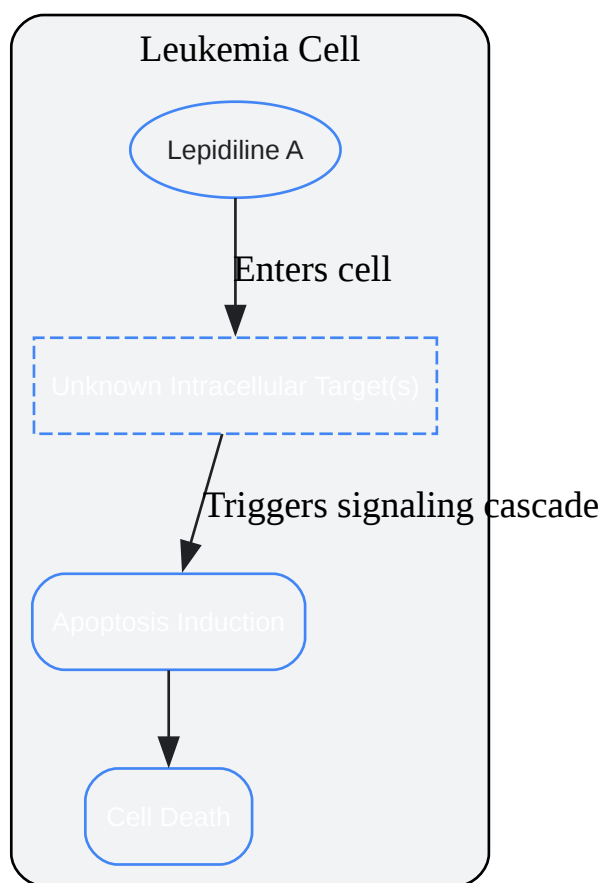 Leukemia Cell
Lepidiline A
Enters cell
Unknown Intracellular Target(s)
Triggers signaling cascade
Apoptosis Induction
Cell Death